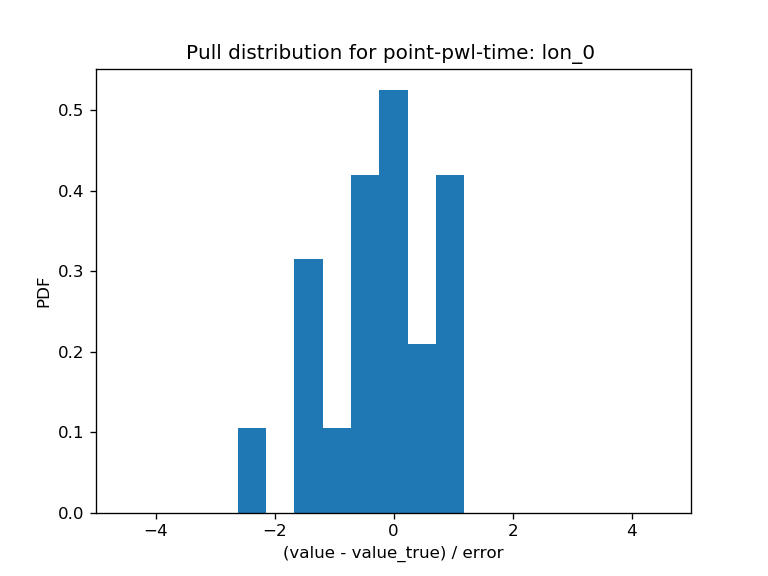 Pull distribution for point-pwl-time: lon_0
0.5
0.4
0.3
0.2
0.1
0.0
PDF
−4 −2 0 2 4
(value - value_true) / error